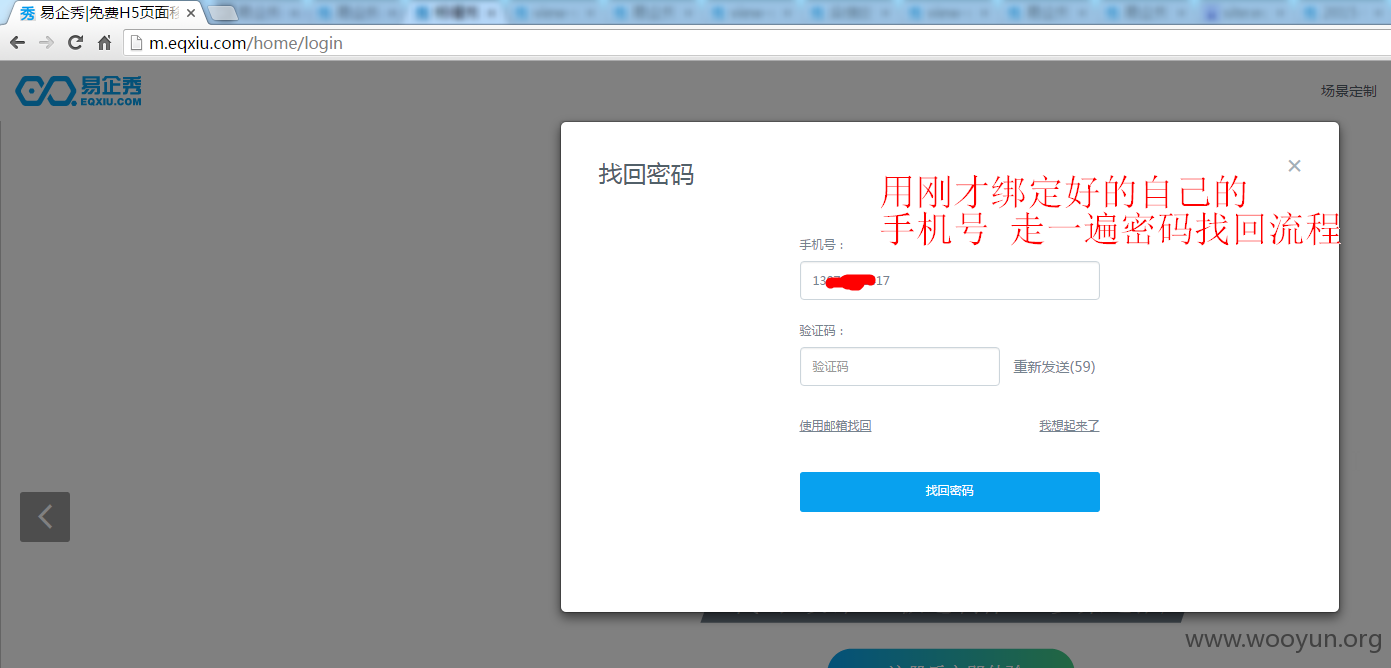 易企秀|免费H5页面
m.eqxiu.com/home/login
易企秀
EQXIU.COM
场景定制
找回密码
用刚才绑定好的自己的
手机号 走一遍密码找回流程
手机号：
13
17
验证码：
验证码
重新发送(59)
使用邮箱找回
我想起来了
找回密码
www.wooyun.org